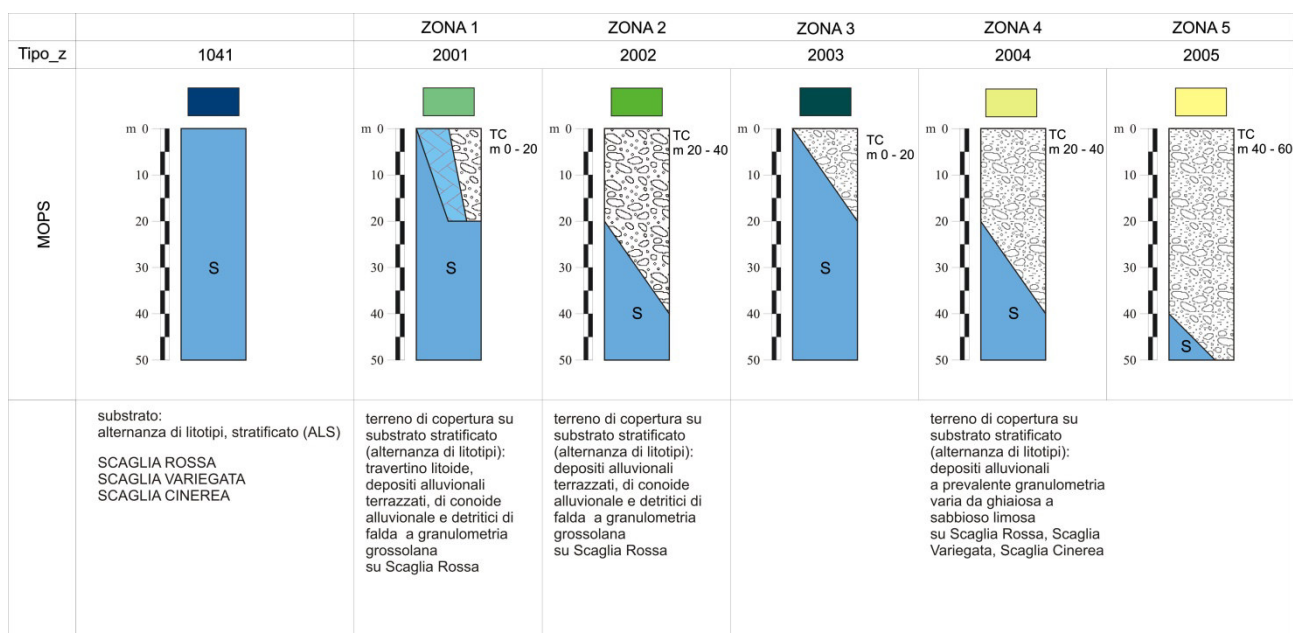 ZONA 1 ZONA 2 ZONA 3 ZONA 4 ZONA 5
Tipo_z 1041 2001 2002 2003 2004 2005
MOPS
m 0
10
20
30
40
50
S
m 0
10
20
30
40
50
TC
m 0 - 20
S
m 0
10
20
30
40
50
TC
m 20 - 40
S
m 0
10
20
30
40
50
TC
m 0 - 20
S
m 0
10
20
30
40
50
TC
m 20 - 40
S
m 0
10
20
30
40
50
TC
m 40 - 60
S
substrato:
alternanza di litotipi, stratificato (ALS)
SCAGLIA ROSSA
SCAGLIA VARIEGATA
SCAGLIA CINEREA
terreno di copertura su
substrato stratificato
(alternanza di litotipi):
travertino litoide,
depositi alluvionali
terrazzati, di conoide
alluvionale e detritici di
falda a granulometria
grossolana
su Scaglia Rossa
terreno di copertura su
substrato stratificato
(alternanza di litotipi):
depositi alluvionali
terrazzati, di conoide
alluvionale e detritici di
falda a granulometria
grossolana
su Scaglia Rossa
terreno di copertura su
substrato stratificato
(alternanza di litotipi):
depositi alluvionali
a prevalente granulometria
varia da ghiaiosa a
sabbioso limosa
su Scaglia Rossa, Scaglia
Variegata, Scaglia Cinerea